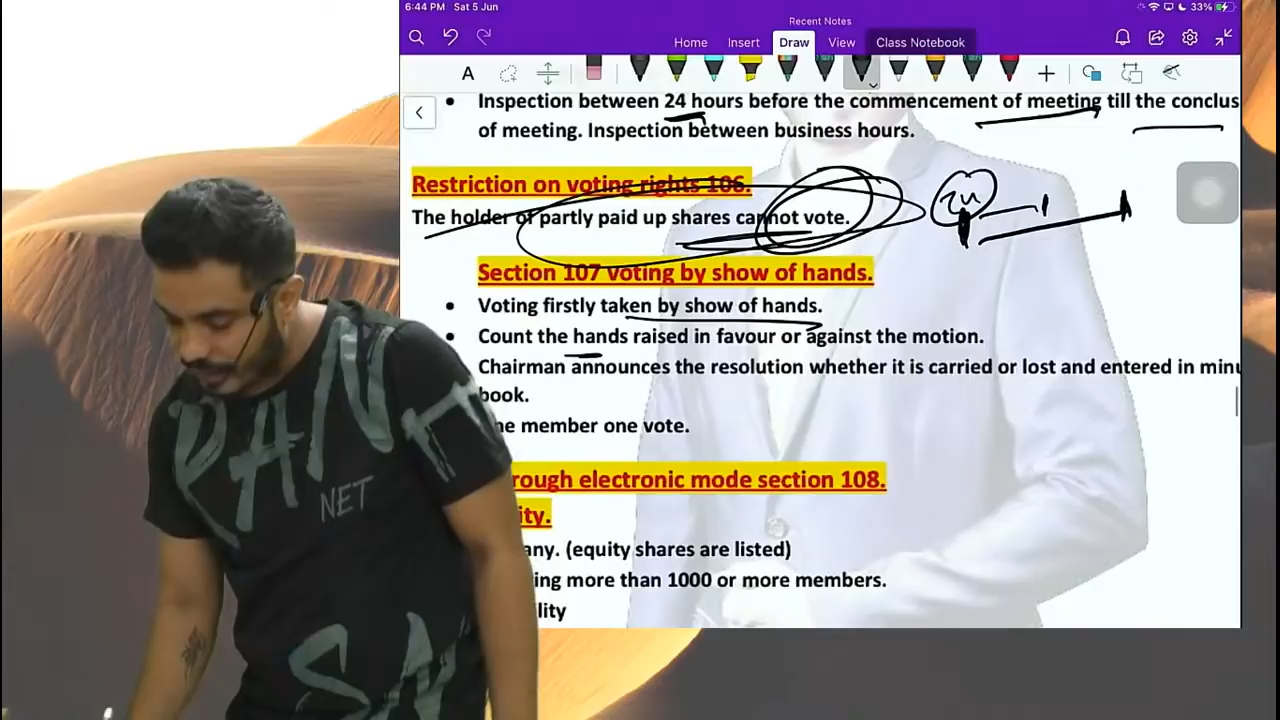 6:44 PM Sat 5 Jun
33%
Recent Notes
Home Insert Draw View Class Notebook
A
• Inspection between 24 hours before the commencement of meeting till the conclus
of meeting. Inspection between business hours.
Restriction on voting rights 106.
The holder of partly paid up shares cannot vote.
Section 107 voting by show of hands.
• Voting firstly taken by show of hands.
• Count the hands raised in favour or against the motion.
Chairman announces the resolution whether it is carried or lost and entered in minu
book.
ne member one vote.
rough electronic mode section 108.
ity.
any. (equity shares are listed)
ing more than 1000 or more members.
lity
NET